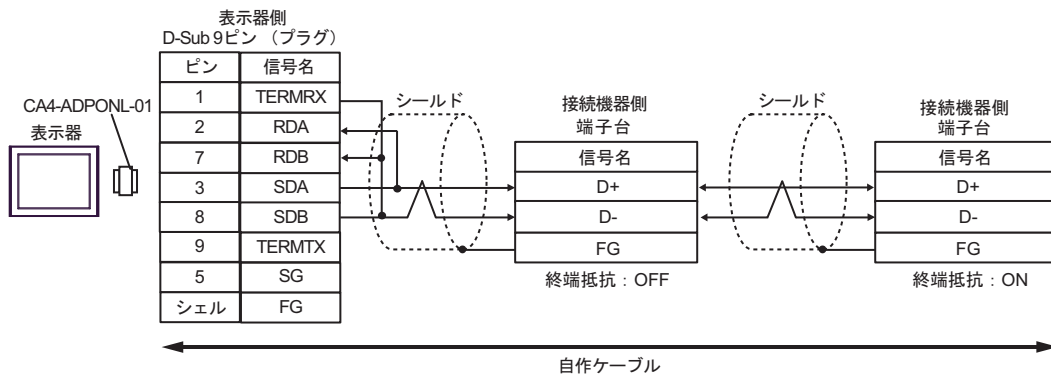 表示器側
D-Sub 9ピン （プラグ）
ピン 信号名
1 TERMRX
2 RDA
7 RDB
3 SDA
8 SDB
9 TERMTX
5 SG
シェル FG
CA4-ADPONL-01
表示器
シールド
接続機器側
端子台
信号名
D+
D-
FG
終端抵抗：OFF
シールド
接続機器側
端子台
信号名
D+
D-
FG
終端抵抗：ON
自作ケーブル